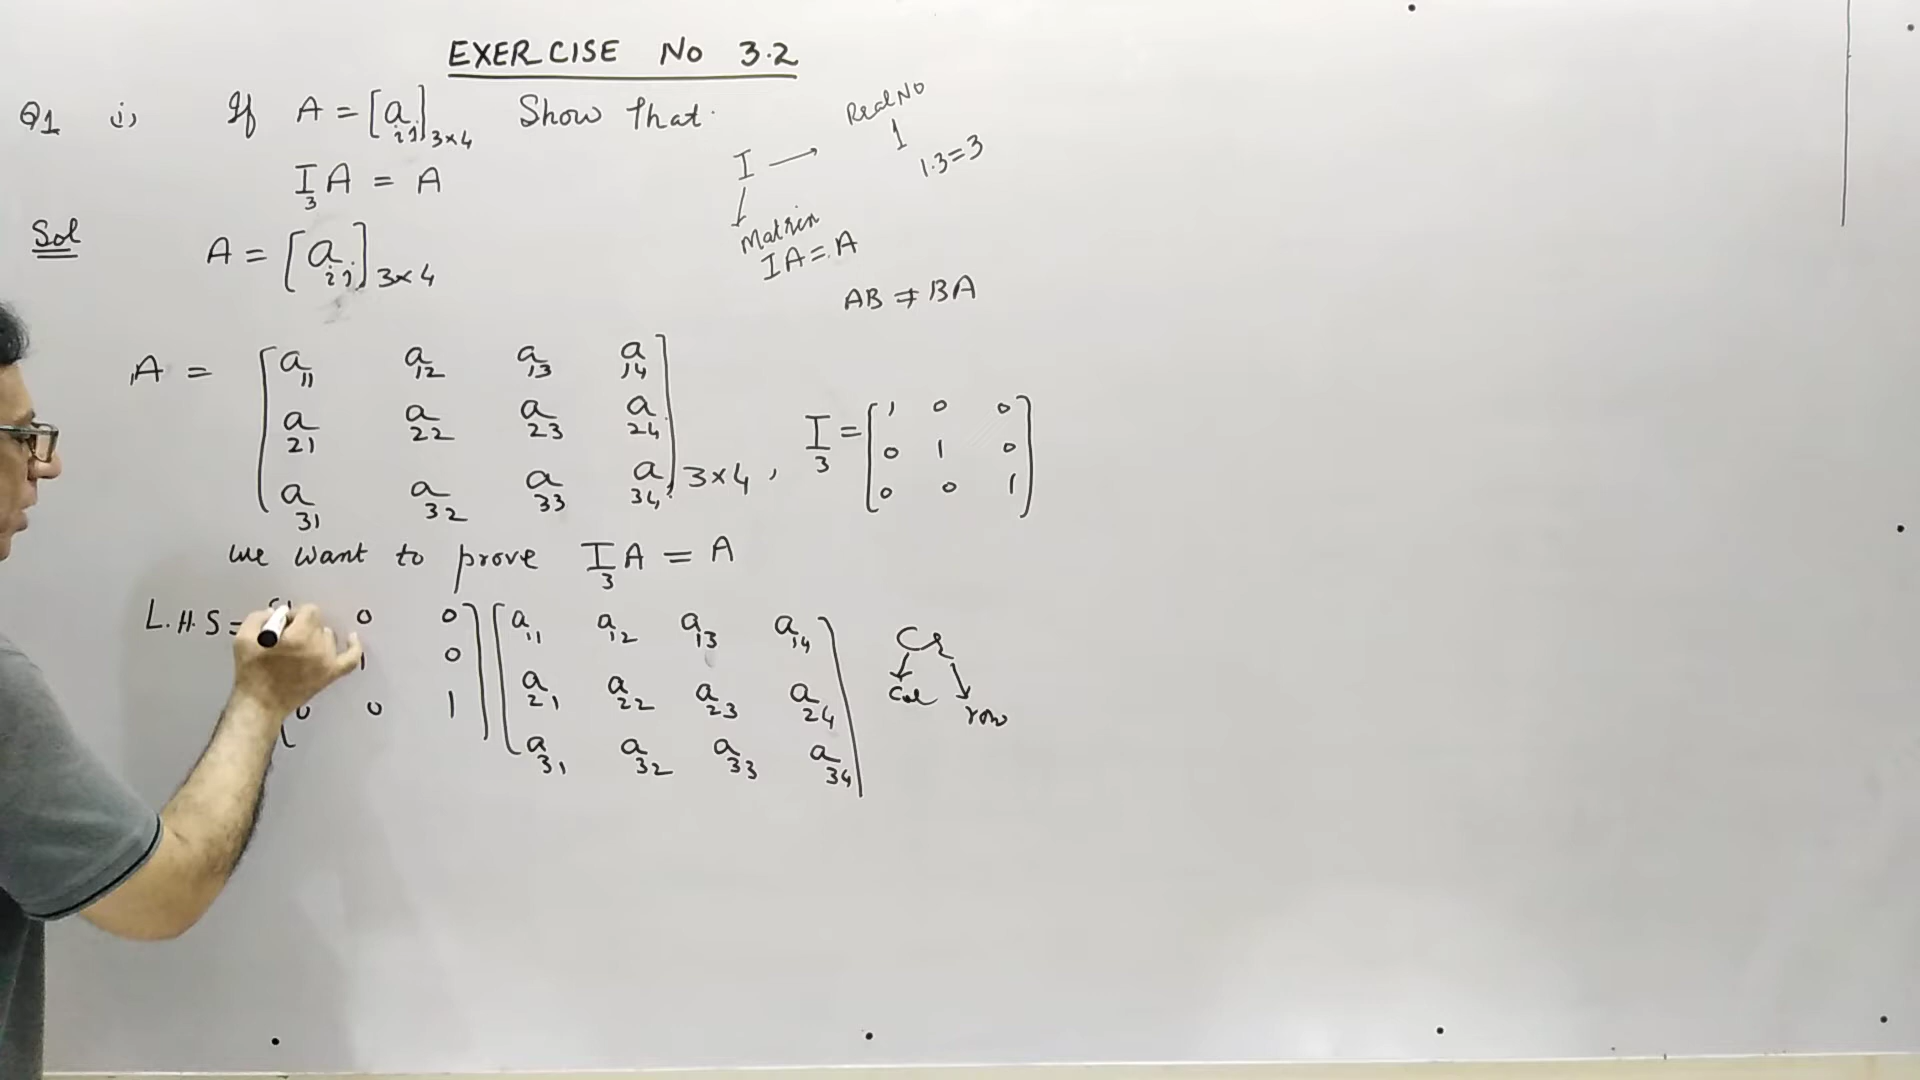 EXERCISE No 3.2
Q1 i) If A = [aij]3×4 Show that.
I3A = A
Sol A = [aij]3×4
I → Real No 1
1.3=3
↓
Matrix
IA = A
AB ≠ BA
A = [a11 a12 a13 a14
a21 a22 a23 a24
a31 a32 a33 a34]3×4 , I3 = [1 0 0
0 1 0
0 0 1]
we want to prove I3A = A
L.H.S = 0 0] [a11 a12 a13 a14
1 0 a21 a22 a23 a24
0 0 1 a31 a32 a33 a34
Col row